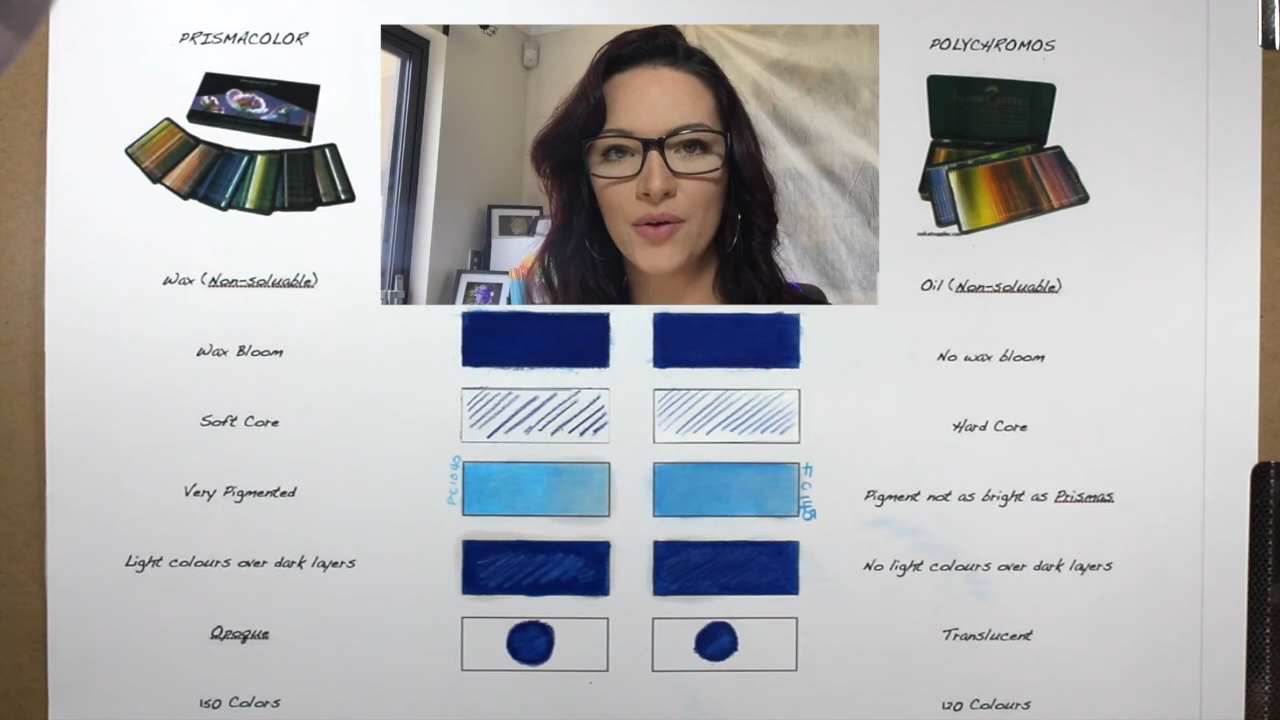 PRISMACOLOR
POLYCHROMOS
Wax (Non-soluable)
Oil (Non-soluable)
Wax Bloom
No wax bloom
Soft Core
Hard Core
PC1040
FC145
Very Pigmented
Pigment not as bright as Prismas
Light colours over dark layers
No light colours over dark layers
Opaque
Translucent
150 Colors
120 Colours